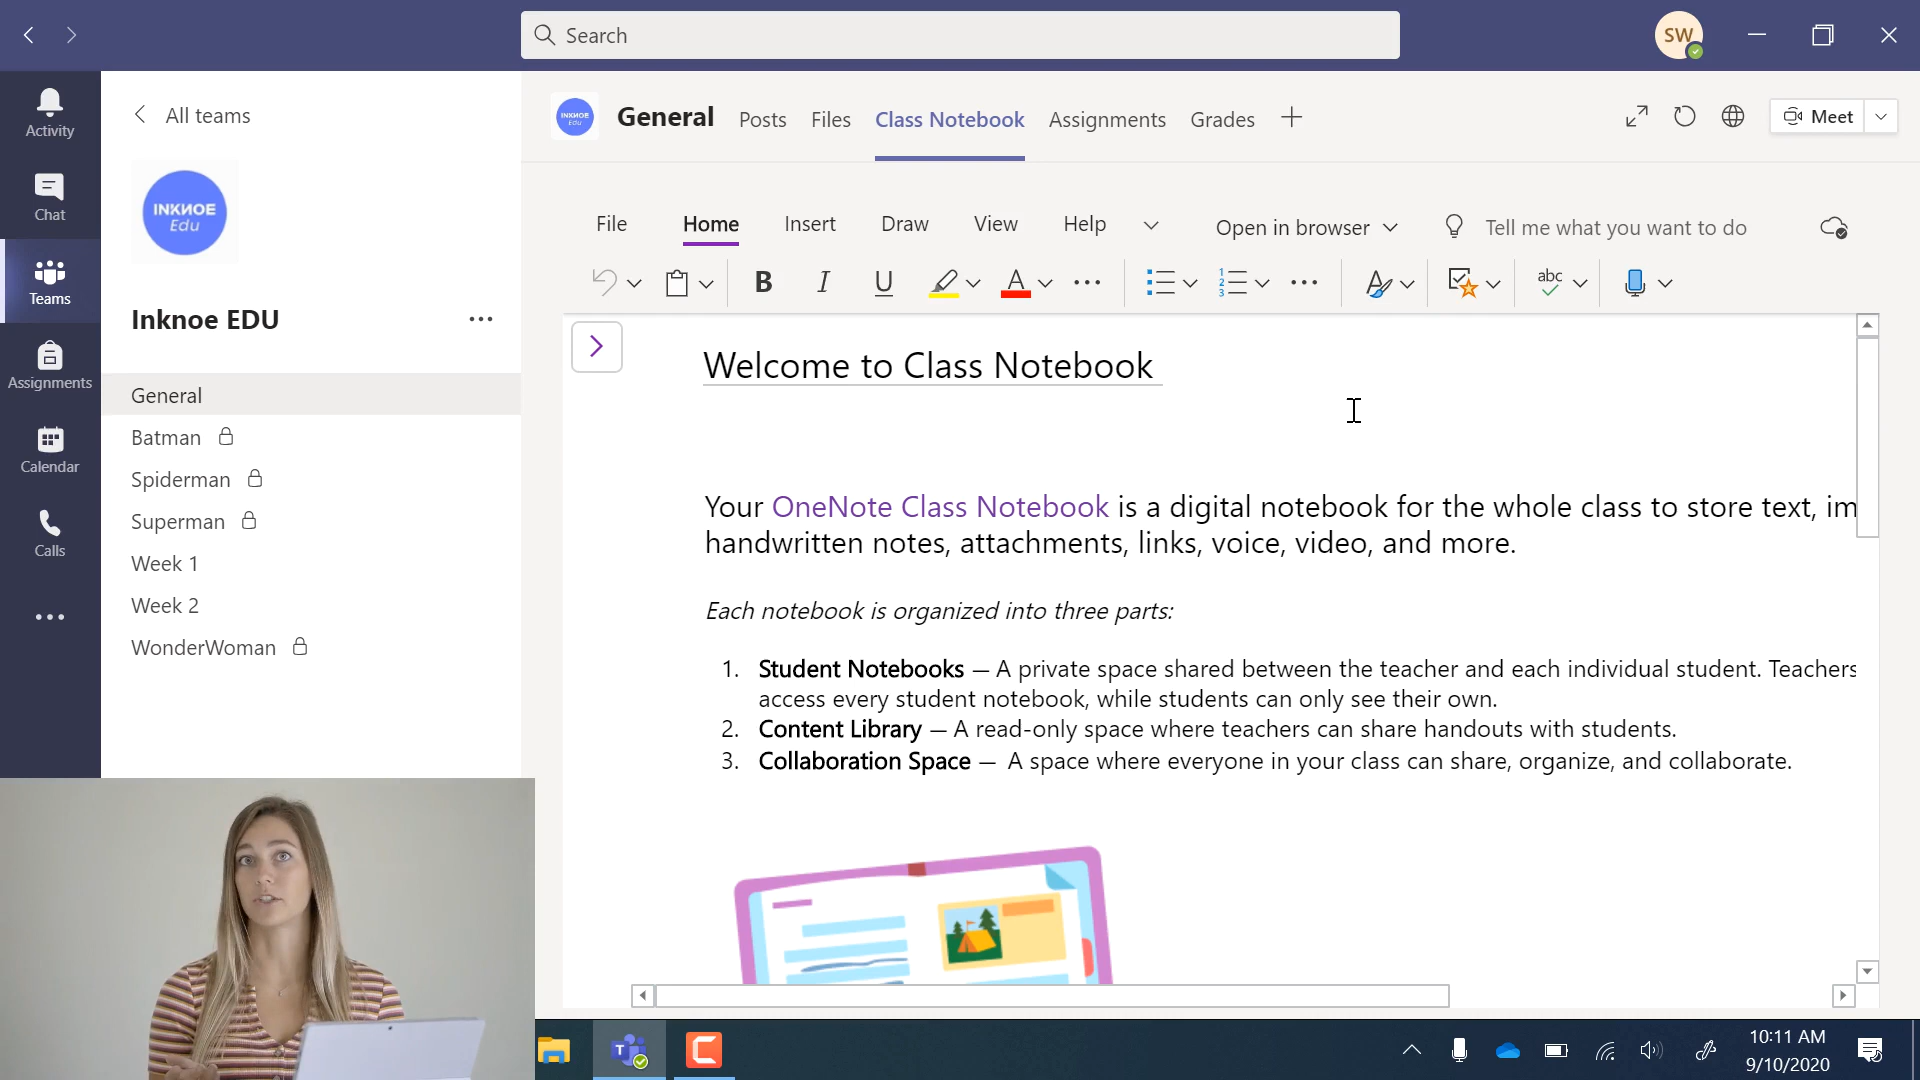 Search
SW
Activity
Chat
Teams
Assignments
Calendar
Calls
All teams
INKNOE
Edu
Inknoe EDU
General
Batman
Spiderman
Superman
Week 1
Week 2
WonderWoman
INKNOE
Edu
General Posts Files Class Notebook Assignments Grades
Meet
File Home Insert Draw View Help Open in browser Tell me what you want to do
B I U A abc
Welcome to Class Notebook
Your OneNote Class Notebook is a digital notebook for the whole class to store text, im
handwritten notes, attachments, links, voice, video, and more.
Each notebook is organized into three parts:
1. Student Notebooks — A private space shared between the teacher and each individual student. Teachers
access every student notebook, while students can only see their own.
2. Content Library — A read-only space where teachers can share handouts with students.
3. Collaboration Space — A space where everyone in your class can share, organize, and collaborate.
10:11 AM
9/10/2020